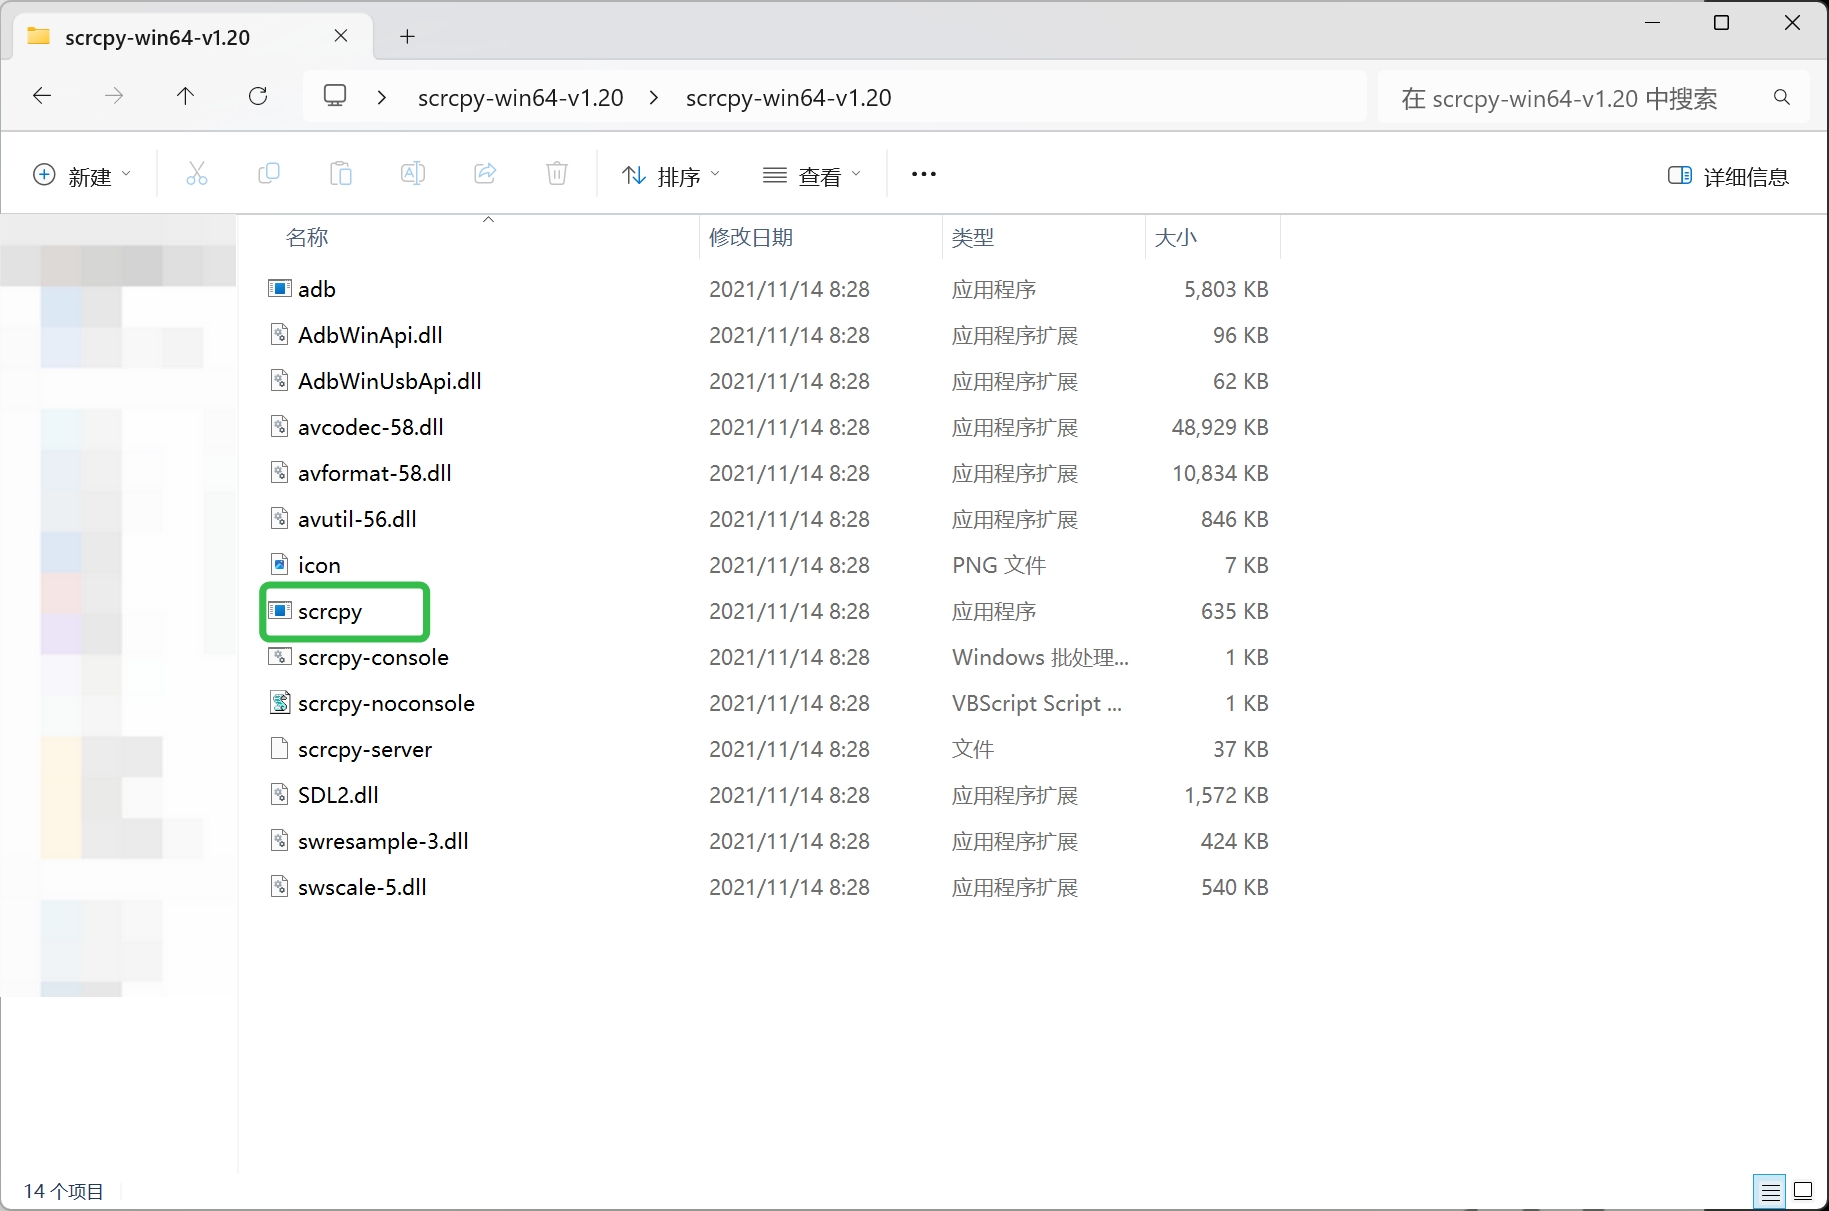 scrcpy-win64-v1.20
scrcpy-win64-v1.20 scrcpy-win64-v1.20 在 scrcpy-win64-v1.20 中搜索
新建 排序 查看 详细信息
名称 修改日期 类型 大小
adb 2021/11/14 8:28 应用程序 5,803 KB
AdbWinApi.dll 2021/11/14 8:28 应用程序扩展 96 KB
AdbWinUsbApi.dll 2021/11/14 8:28 应用程序扩展 62 KB
avcodec-58.dll 2021/11/14 8:28 应用程序扩展 48,929 KB
avformat-58.dll 2021/11/14 8:28 应用程序扩展 10,834 KB
avutil-56.dll 2021/11/14 8:28 应用程序扩展 846 KB
icon 2021/11/14 8:28 PNG 文件 7 KB
scrcpy 2021/11/14 8:28 应用程序 635 KB
scrcpy-console 2021/11/14 8:28 Windows 批处理... 1 KB
scrcpy-noconsole 2021/11/14 8:28 VBScript Script ... 1 KB
scrcpy-server 2021/11/14 8:28 文件 37 KB
SDL2.dll 2021/11/14 8:28 应用程序扩展 1,572 KB
swresample-3.dll 2021/11/14 8:28 应用程序扩展 424 KB
swscale-5.dll 2021/11/14 8:28 应用程序扩展 540 KB
14 个项目